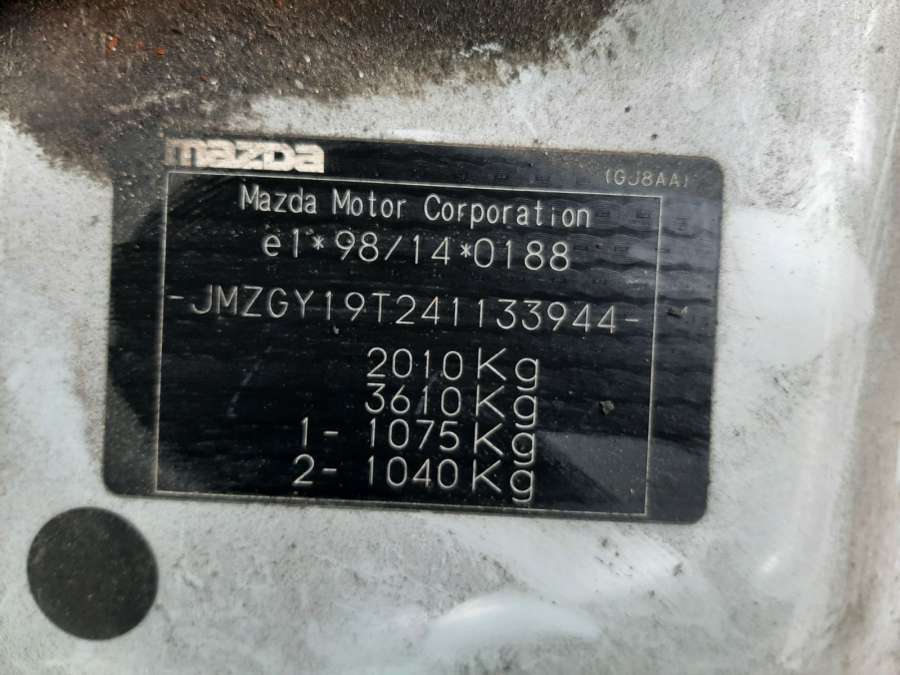 mazda
(GJ8AA)
Mazda Motor Corporation
e1*98/14*0188
-JMZGY19T241133944-
2010Kg
3610Kg
1- 1075Kg
2- 1040Kg